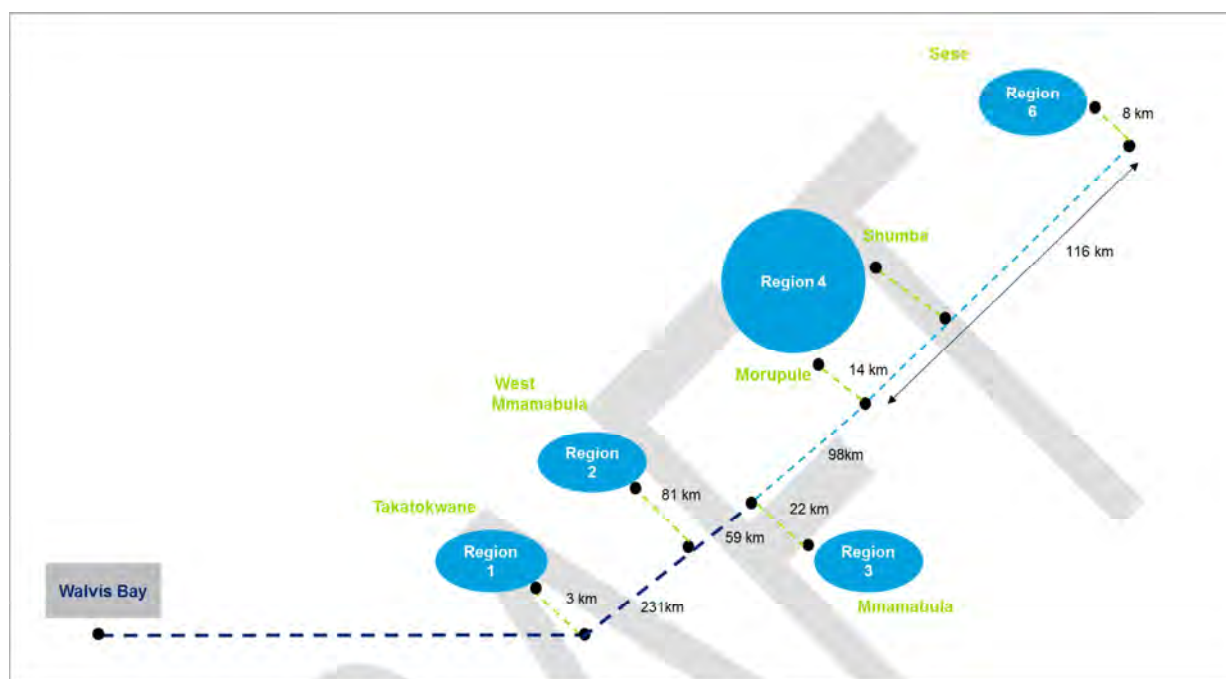 Sese
Region
6
8 km
Shumba
116 km
Region 4
Morupule
14 km
West
Mmamabula
98km
Region
2
81 km
22 km
Takatokwane
59 km
Region
1
Region
3
Walvis Bay
3 km
231km
Mmamabula